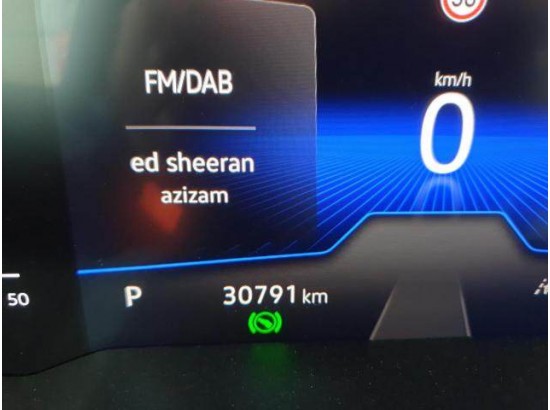 FM/DAB
km/h
0
ed sheeran
azizam
50
P
30791 km